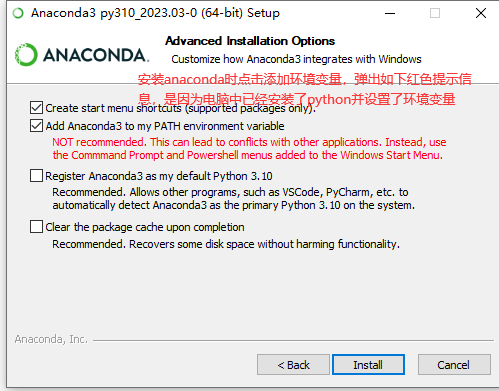 Anaconda3 py310_2023.03-0 (64-bit) Setup
ANACONDA.
Advanced Installation Options
Customize how Anaconda3 integrates with Windows
安装anaconda时点击添加环境变量，弹出如下红色提示信
息，是因为电脑中已经安装了python并设置了环境变量
Create start menu shortcuts (supported packages only).
Add Anaconda3 to my PATH environment variable
NOT recommended. This can lead to conflicts with other applications. Instead, use
the Commmand Prompt and Powershell menus added to the Windows Start Menu.
Register Anaconda3 as my default Python 3.10
Recommended. Allows other programs, such as VSCode, PyCharm, etc. to
automatically detect Anaconda3 as the primary Python 3.10 on the system.
Clear the package cache upon completion
Recommended. Recovers some disk space without harming functionality.
Anaconda, Inc.
< Back
Install
Cancel